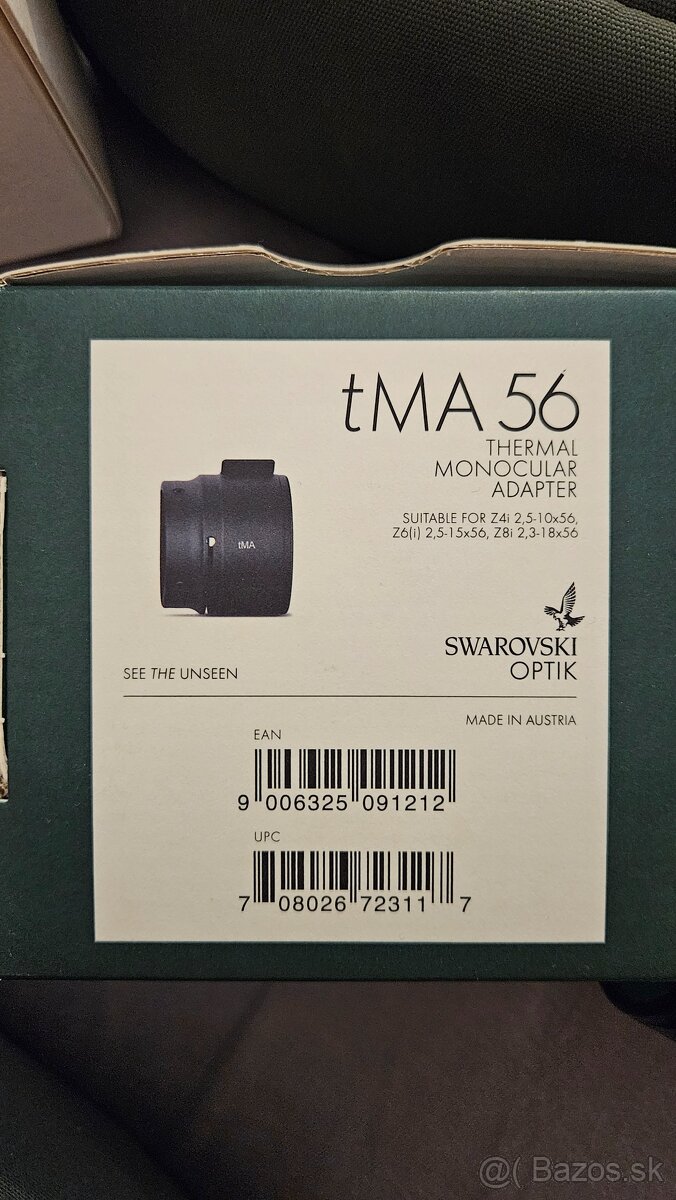 tMA 56
THERMAL
MONOCULAR
ADAPTER
SUITABLE FOR Z4i 2,5-10x56,
Z6(i) 2,5-15x56, Z8i 2,3-18x56
tMA
SWAROVSKI
OPTIK
SEE THE UNSEEN
MADE IN AUSTRIA
EAN
9 006325 091212
UPC
7 08026 72311 7
@( Bazos.sk